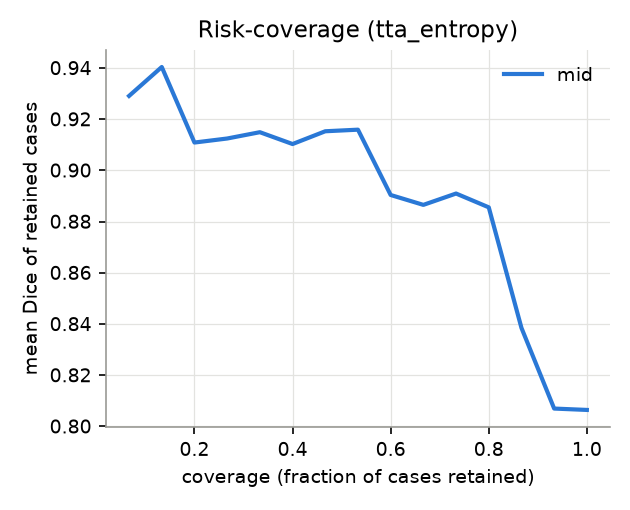 Risk-coverage (tta_entropy)
mid
mean Dice of retained cases
0.94
0.92
0.90
0.88
0.86
0.84
0.82
0.80
0.2 0.4 0.6 0.8 1.0
coverage (fraction of cases retained)